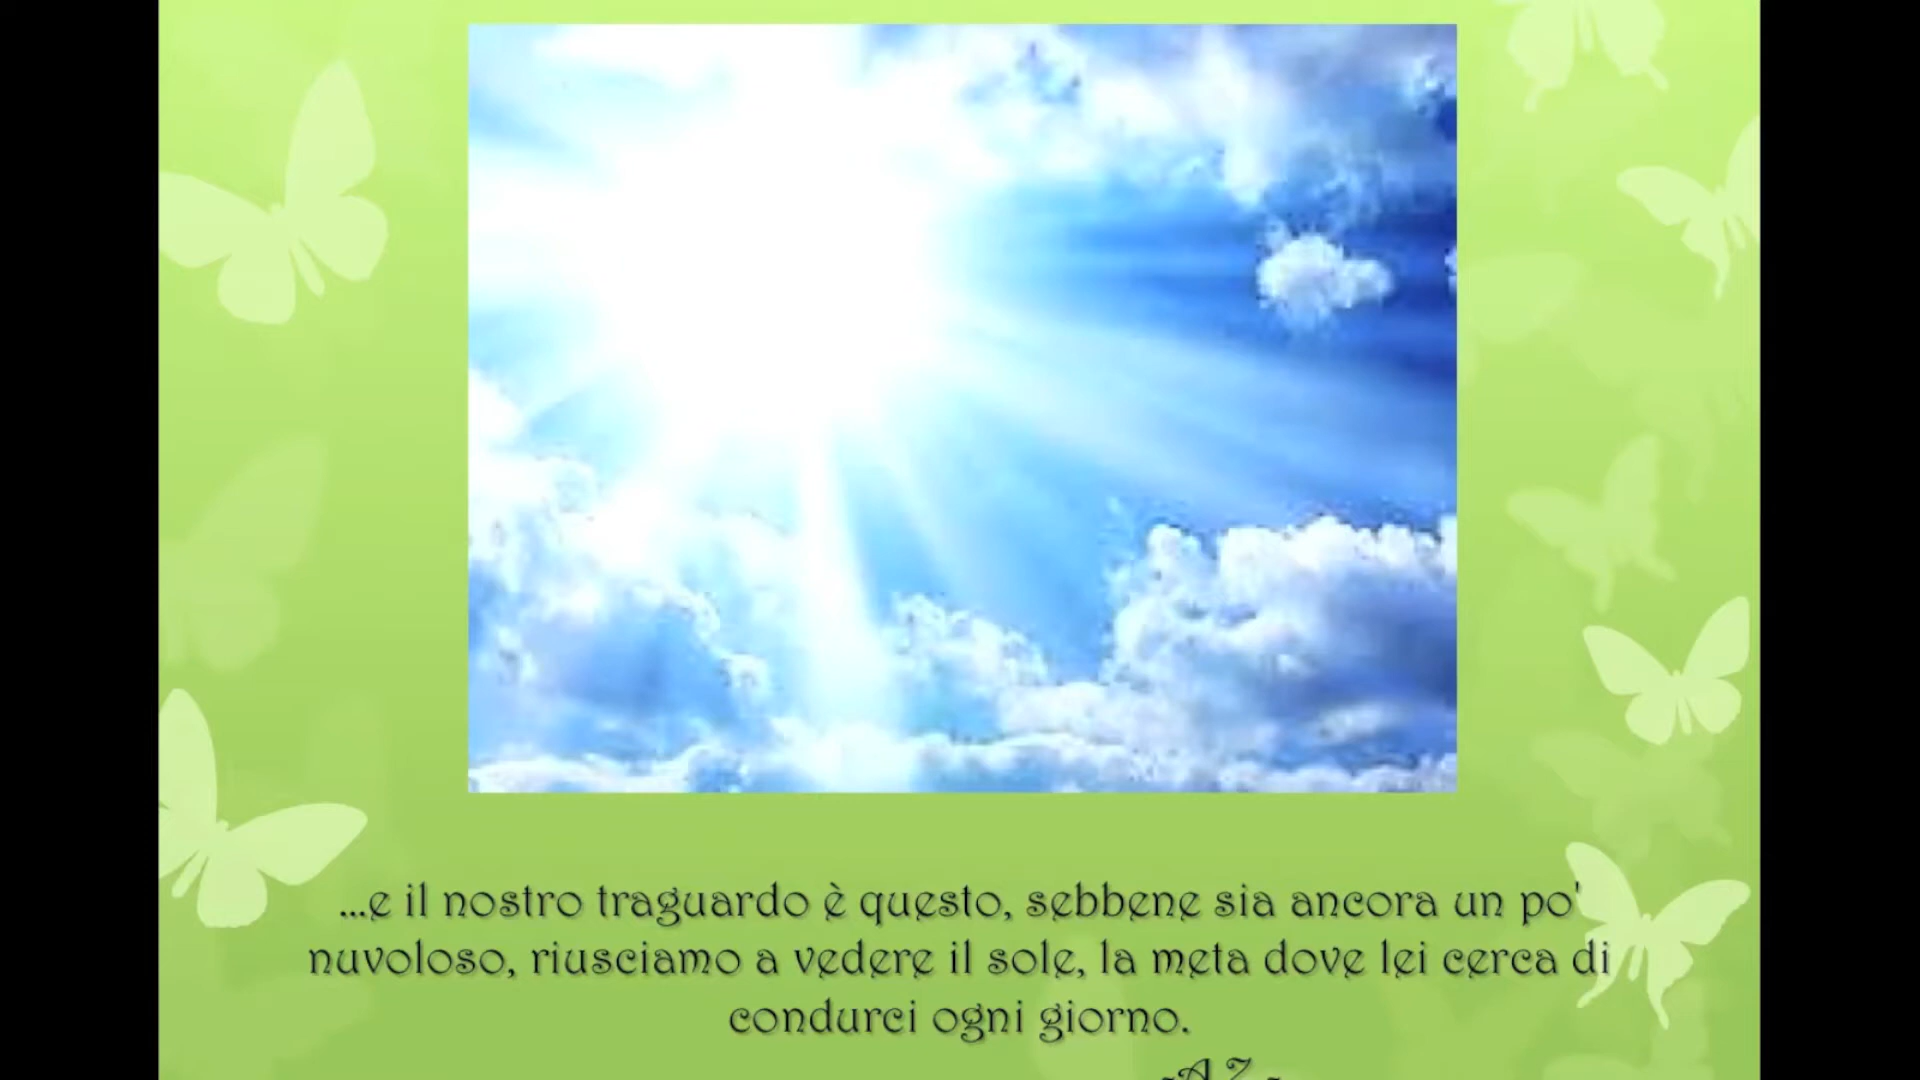 ...e il nostro traguardo è questo, sebbene sia ancora un po'
nuvoloso, riusciamo a vedere il sole, la meta dove lei cerca di
condurci ogni giorno.
-A.Z.-